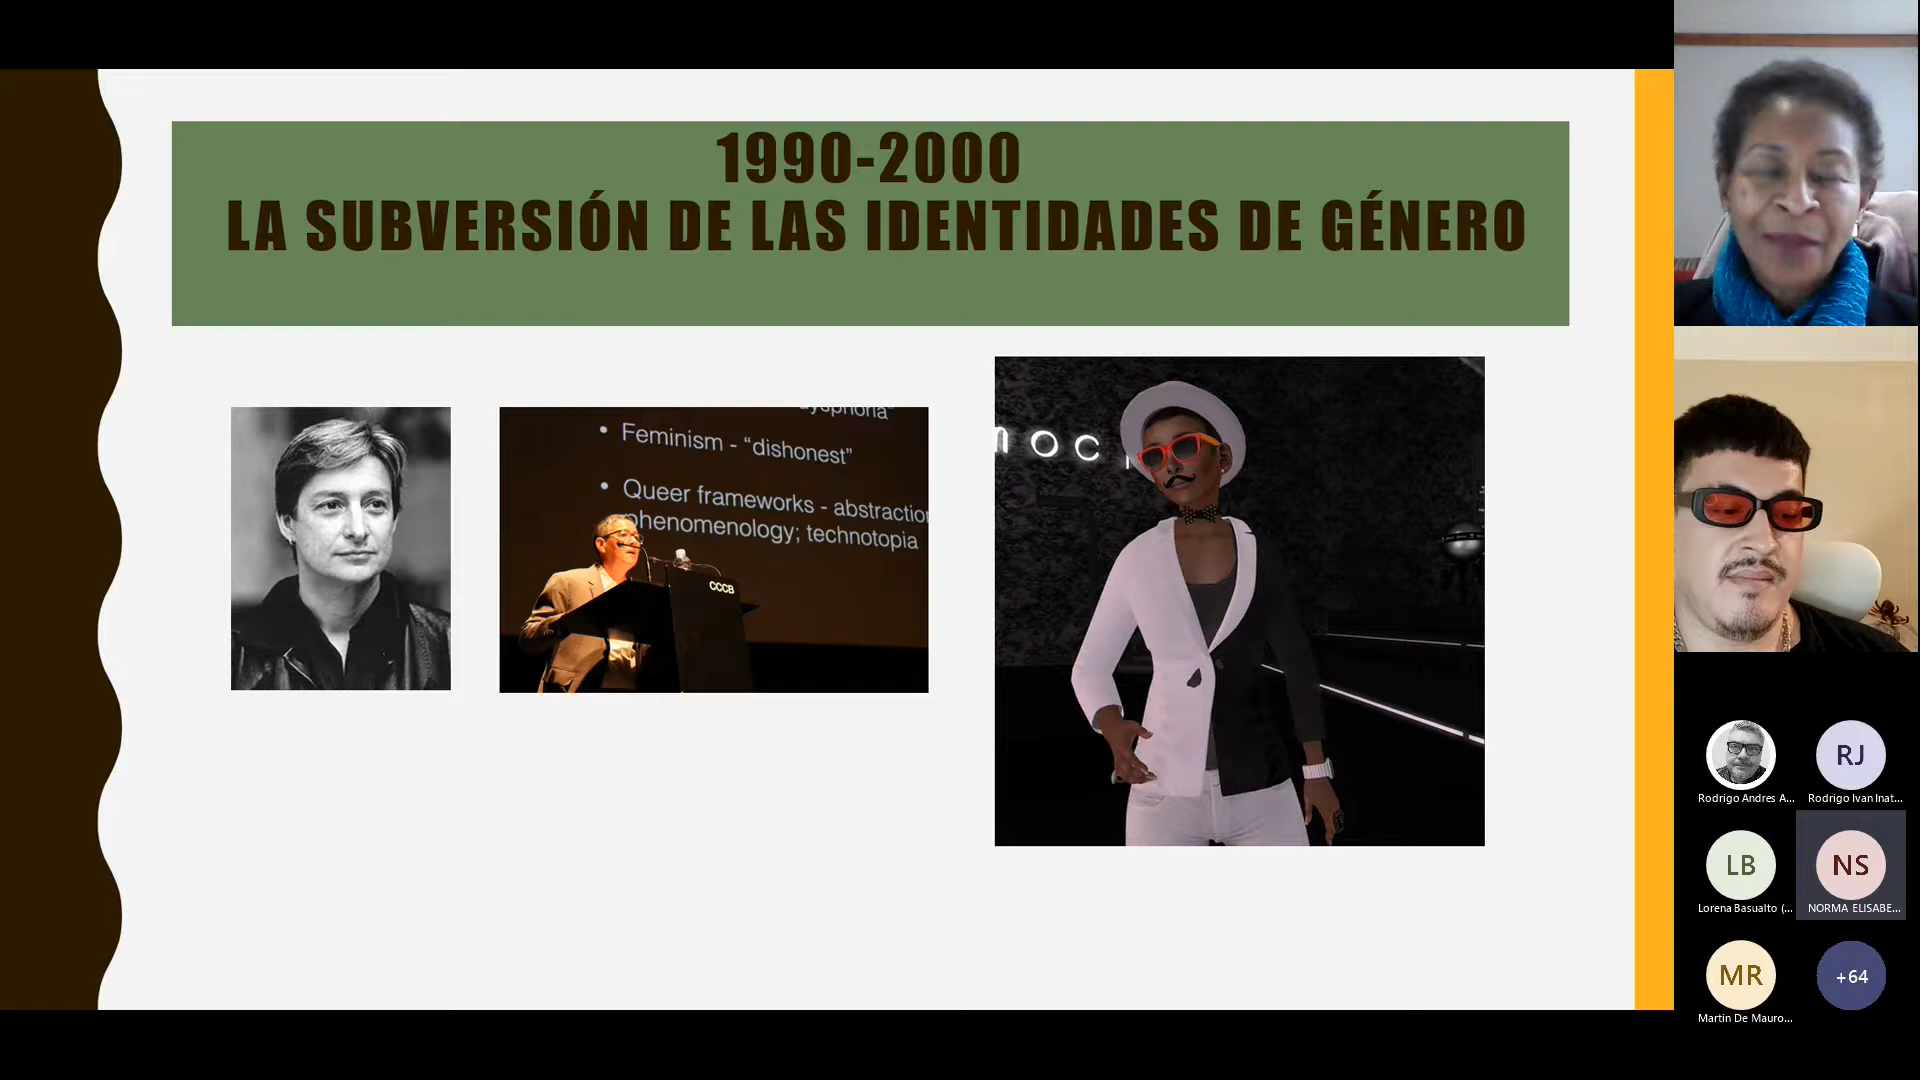 1990-2000
LA SUBVERSIÓN DE LAS IDENTIDADES DE GÉNERO
dysphoria"
• Feminism - “dishonest”
• Queer frameworks - abstraction
phenomenology; technotopia
CCCB
Rodrigo Andres A...
RJ
Rodrigo Ivan Inat...
LB
Lorena Basualto (...
NS
NORMA ELISABE...
MR
Martin De Mauro...
+64